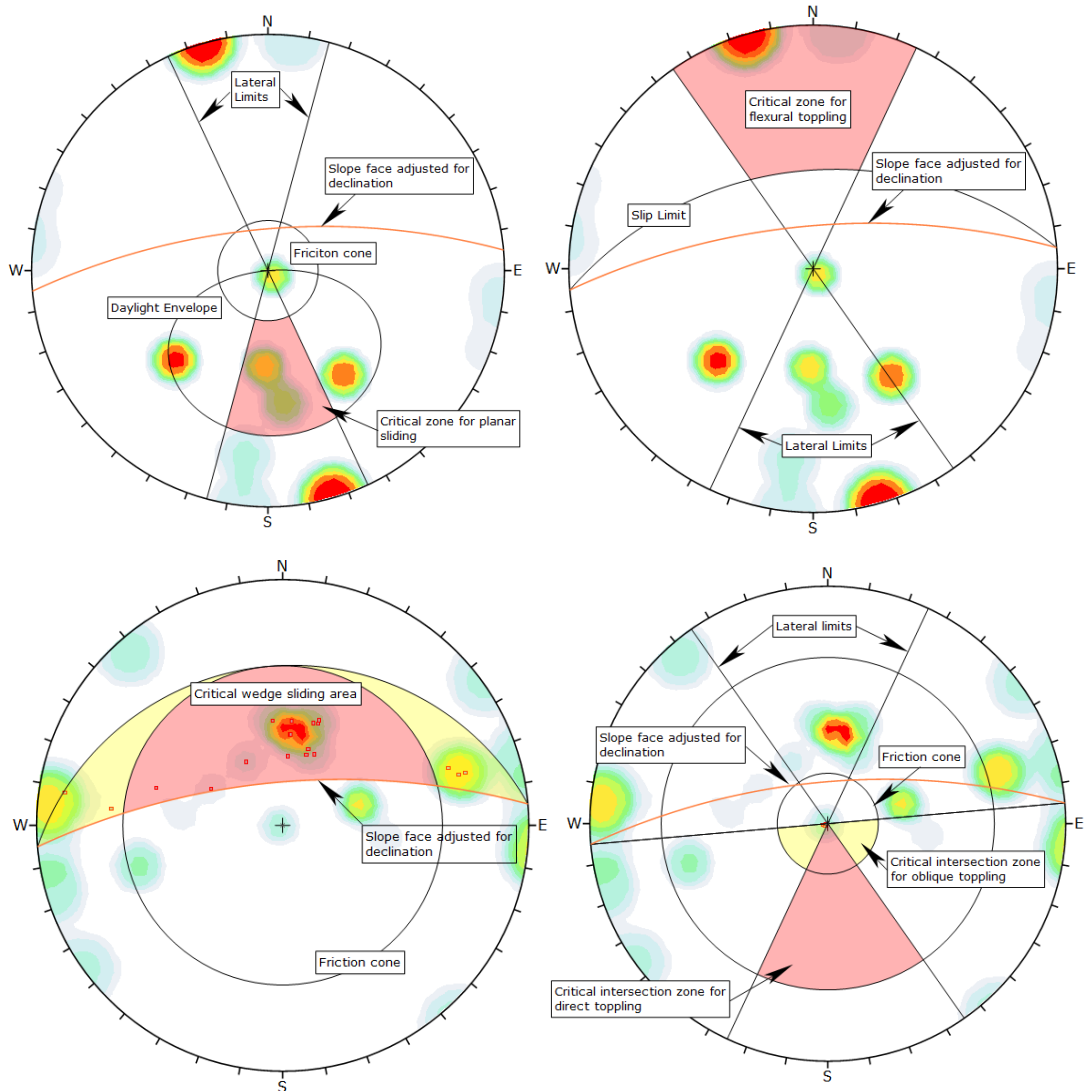 N
Lateral
Limits
Slope face adjusted for
declination
W
E
Friciton cone
Daylight Envelope
Critical zone for planar
sliding
S
N
Critical zone for
flexural toppling
Slope face adjusted for
declination
Slip Limit
W
E
Lateral Limits
S
N
Critical wedge sliding area
W
E
Slope face adjusted for
declination
Friction cone
S
N
Lateral limits
Slope face adjusted for
declination
Friction cone
W
E
Critical intersection zone
for oblique toppling
Critical intersection zone for
direct toppling
S